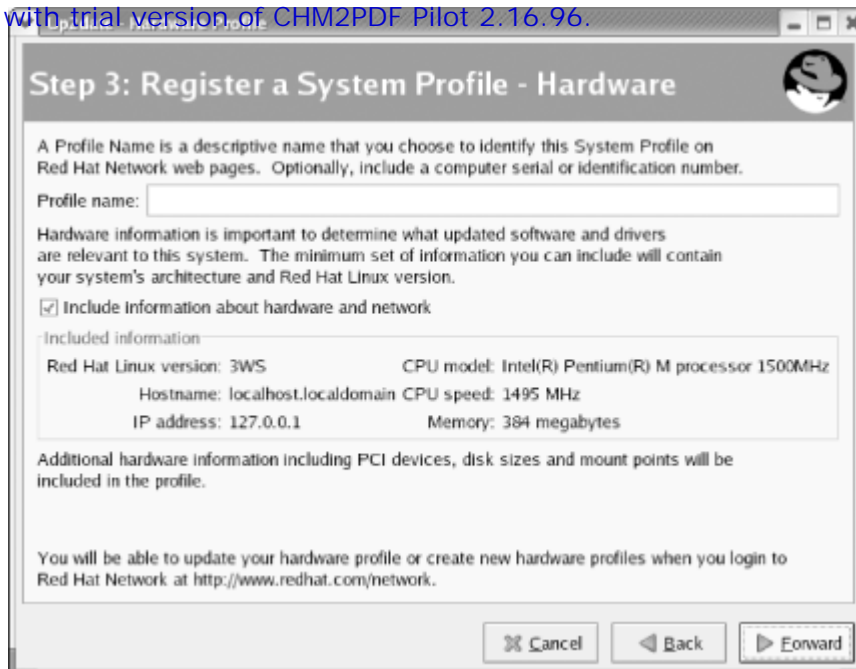 with trial version of CHM2PDF Pilot 2.16.96.
Step 3: Register a System Profile - Hardware
A Profile Name is a descriptive name that you choose to identify this System Profile on
Red Hat Network web pages. Optionally, include a computer serial or identification number.
Profile name:
Hardware information is important to determine what updated software and drivers
are relevant to this system. The minimum set of information you can include will contain
your system's architecture and Red Hat Linux version.
Include information about hardware and network
Included information
Red Hat Linux version: 3WS CPU model: Intel(R) Pentium(R) M processor 1500MHz
Hostname: localhost.localdomain CPU speed: 1495 MHz
IP address: 127.0.0.1 Memory: 384 megabytes
Additional hardware information including PCI devices, disk sizes and mount points will be
included in the profile.
You will be able to update your hardware profile or create new hardware profiles when you login to
Red Hat Network at http://www.redhat.com/network.
Cancel Back Forward